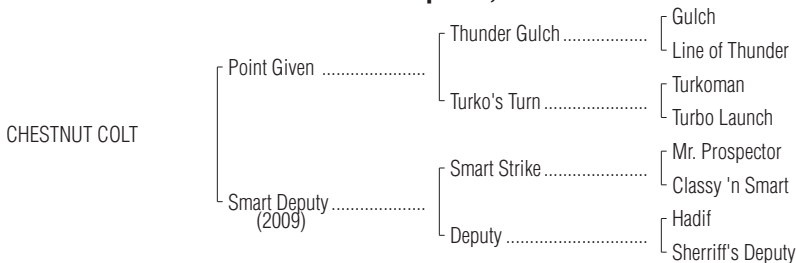 Gulch
Thunder Gulch
Line of Thunder
Point Given
Turkoman
Turko's Turn
Turbo Launch
CHESTNUT COLT
Mr. Prospector
Smart Strike
Classy 'n Smart
Smart Deputy
(2009)
Hadif
Deputy
Sherriff's Deputy